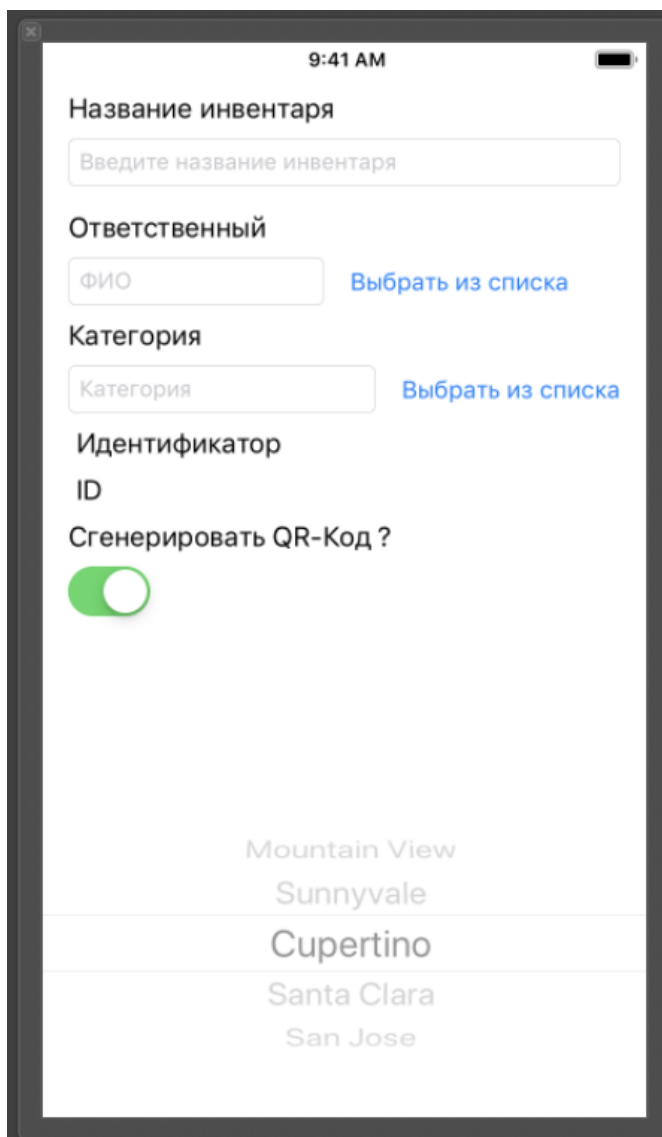 9:41 AM
Название инвентаря
Введите название инвентаря
Ответственный
ФИО Выбрать из списка
Категория
Категория Выбрать из списка
Идентификатор
ID
Сгенерировать QR-Код ?
Mountain View
Sunnyvale
Cupertino
Santa Clara
San Jose